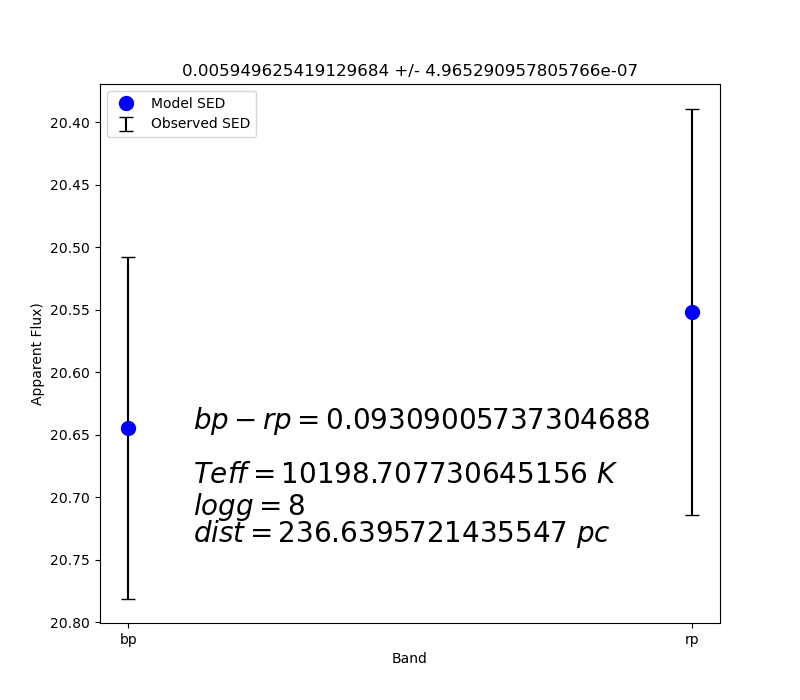 0.005949625419129684 +/- 4.965290957805766e-07
Model SED
Observed SED
20.40
20.45
20.50
20.55
20.60
20.65
20.70
20.75
20.80
Apparent Flux)
bp − rp = 0.09309005737304688
Teff = 10198.707730645156 K
logg = 8
dist = 236.6395721435547 pc
bp
rp
Band